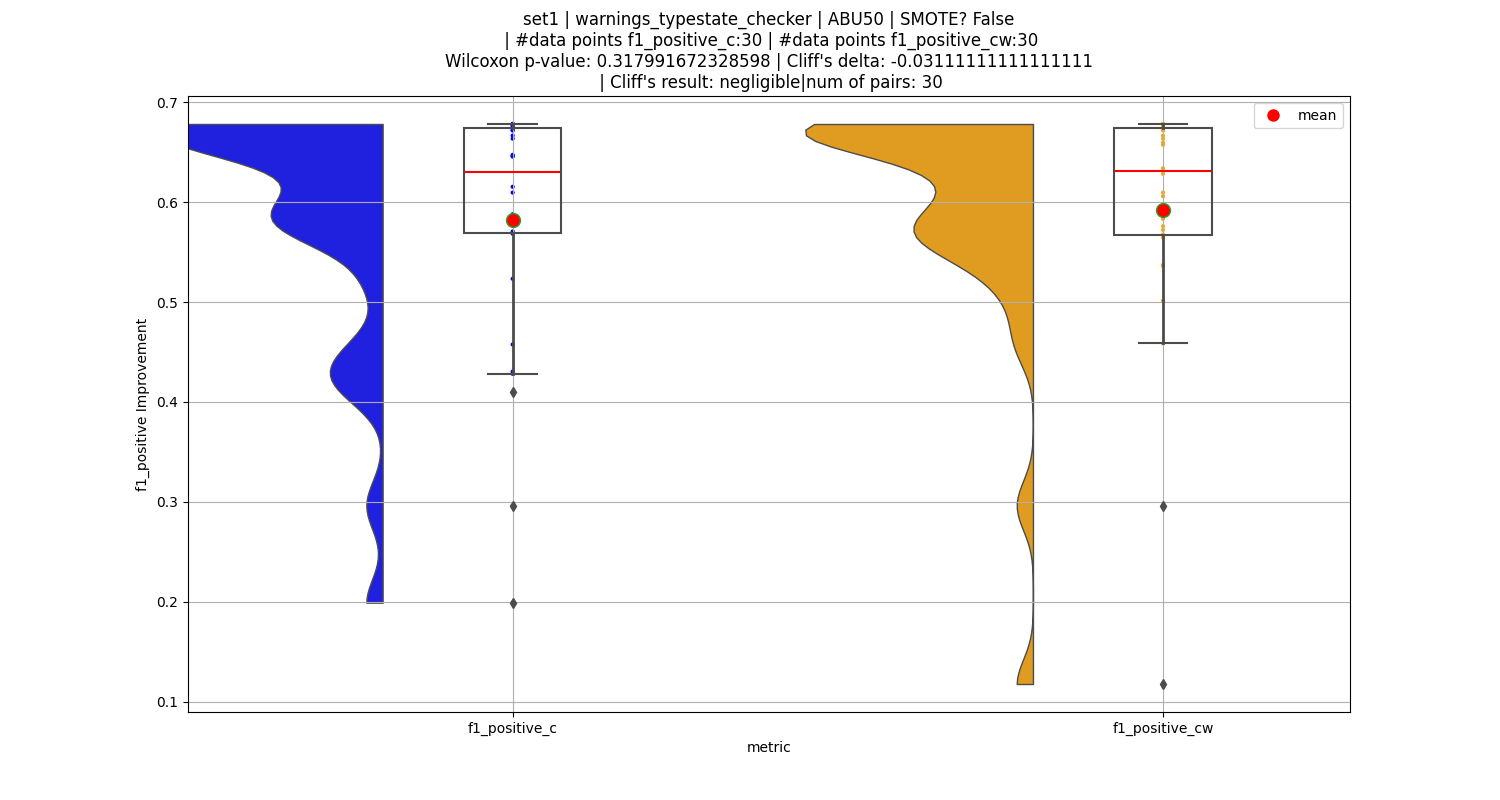 set1 | warnings_typestate_checker | ABU50 | SMOTE? False
| #data points f1_positive_c:30 | #data points f1_positive_cw:30
Wilcoxon p-value: 0.317991672328598 | Cliff's delta: -0.03111111111111111
| Cliff's result: negligible|num of pairs: 30
mean
0.7
0.6
0.5
0.4
0.3
0.2
0.1
f1_positive Improvement
f1_positive_c
f1_positive_cw
metric